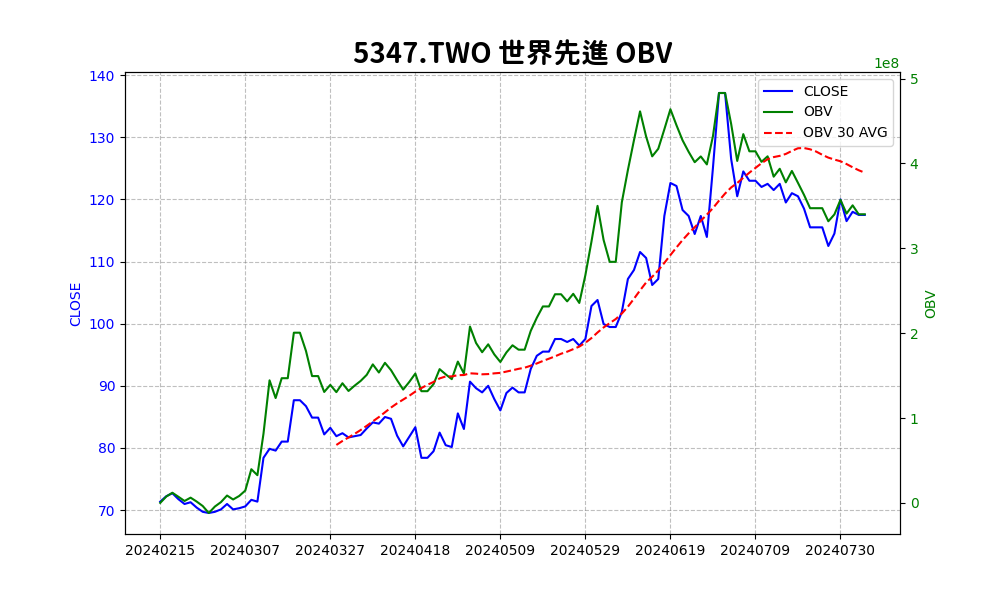 5347.TWO 世界先進 OBV
1e8
CLOSE
OBV
OBV 30 AVG
140
130
120
110
100
90
80
70
CLOSE
5
4
3
2
1
0
OBV
20240215 20240307 20240327 20240418 20240509 20240529 20240619 20240709 20240730